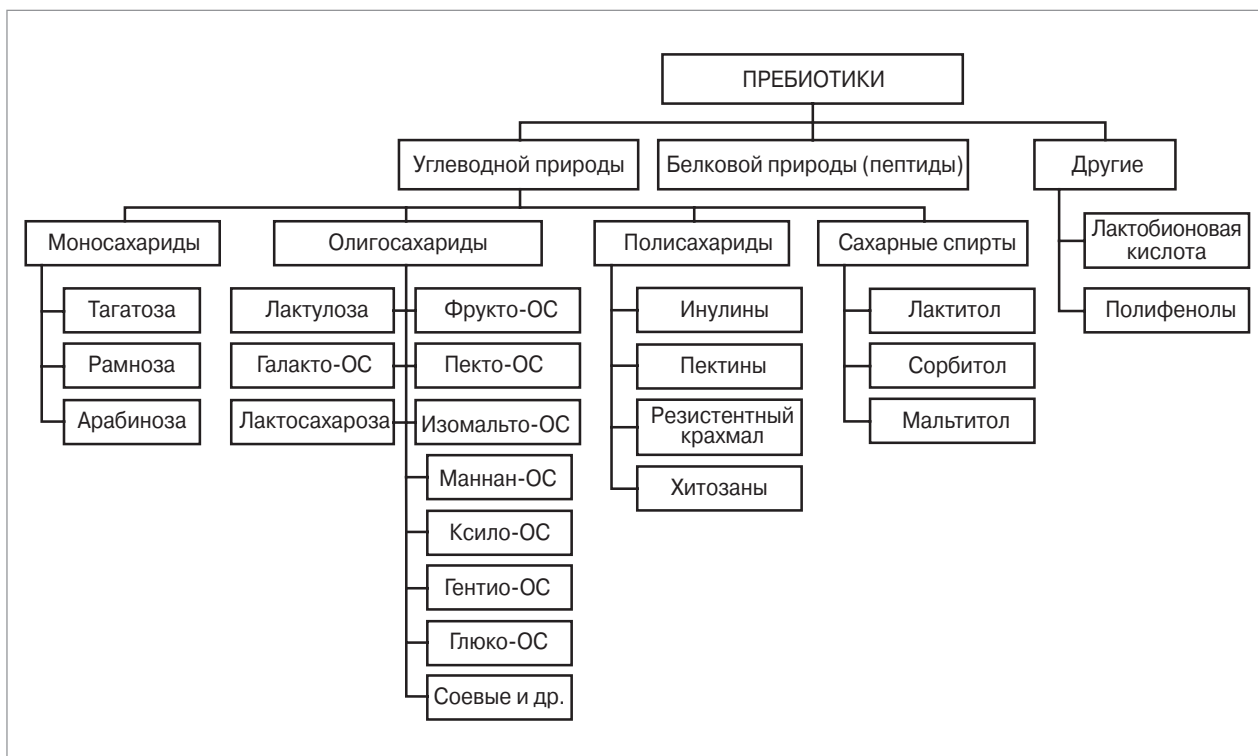 ПРЕБИОТИКИ
Углеводной природы
Белковой природы (пептиды)
Другие
Моносахариды
Олигосахариды
Полисахариды
Сахарные спирты
Лактобионовая
кислота
Полифенолы
Тагатоза
Рамноза
Арабиноза
Лактулоза
Фрукто-ОС
Галакто-ОС
Пекто-ОС
Лактосахароза
Изомальто-ОС
Маннан-ОС
Ксило-ОС
Гентио-ОС
Глюко-ОС
Соевые и др.
Инулины
Пектины
Резистентный
крахмал
Хитозаны
Лактитол
Сорбитол
Мальтитол